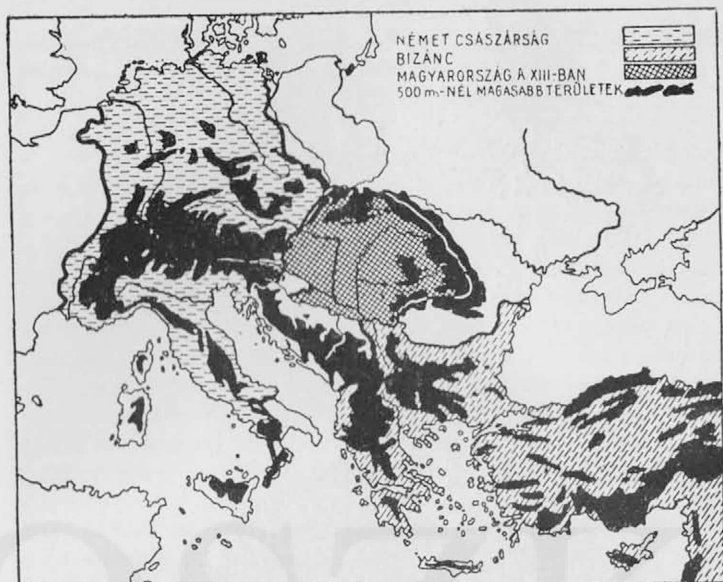 NÉMET CSÁSZÁRSÁG
BIZÁNC
MAGYARORSZÁG A XIII-BAN
500 m-NÉL MAGASABB TERÜLETEK